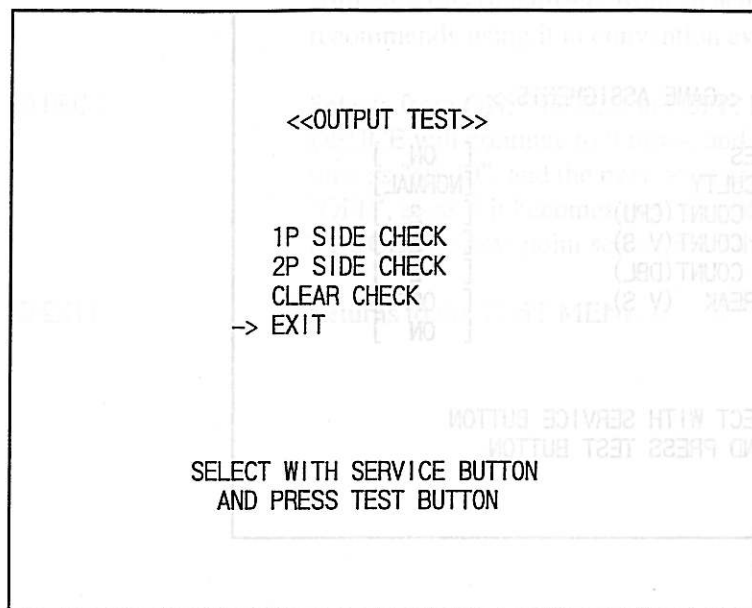 <<OUTPUT TEST>>
1P SIDE CHECK
2P SIDE CHECK
CLEAR CHECK
-> EXIT
SELECT WITH SERVICE BUTTON
AND PRESS TEST BUTTON